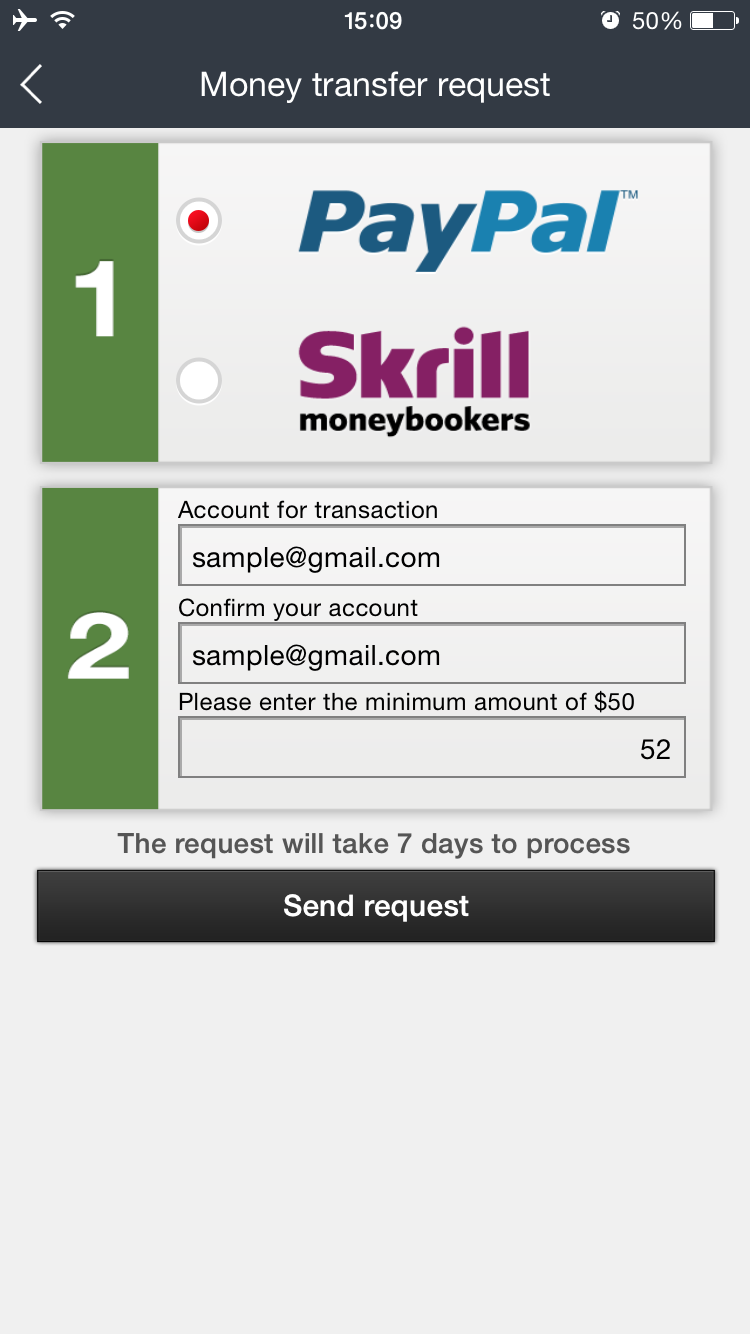 15:09
50%
Money transfer request
1
PayPal™
Skrill
moneybookers
2
Account for transaction
sample@gmail.com
Confirm your account
sample@gmail.com
Please enter the minimum amount of $50
52
The request will take 7 days to process
Send request